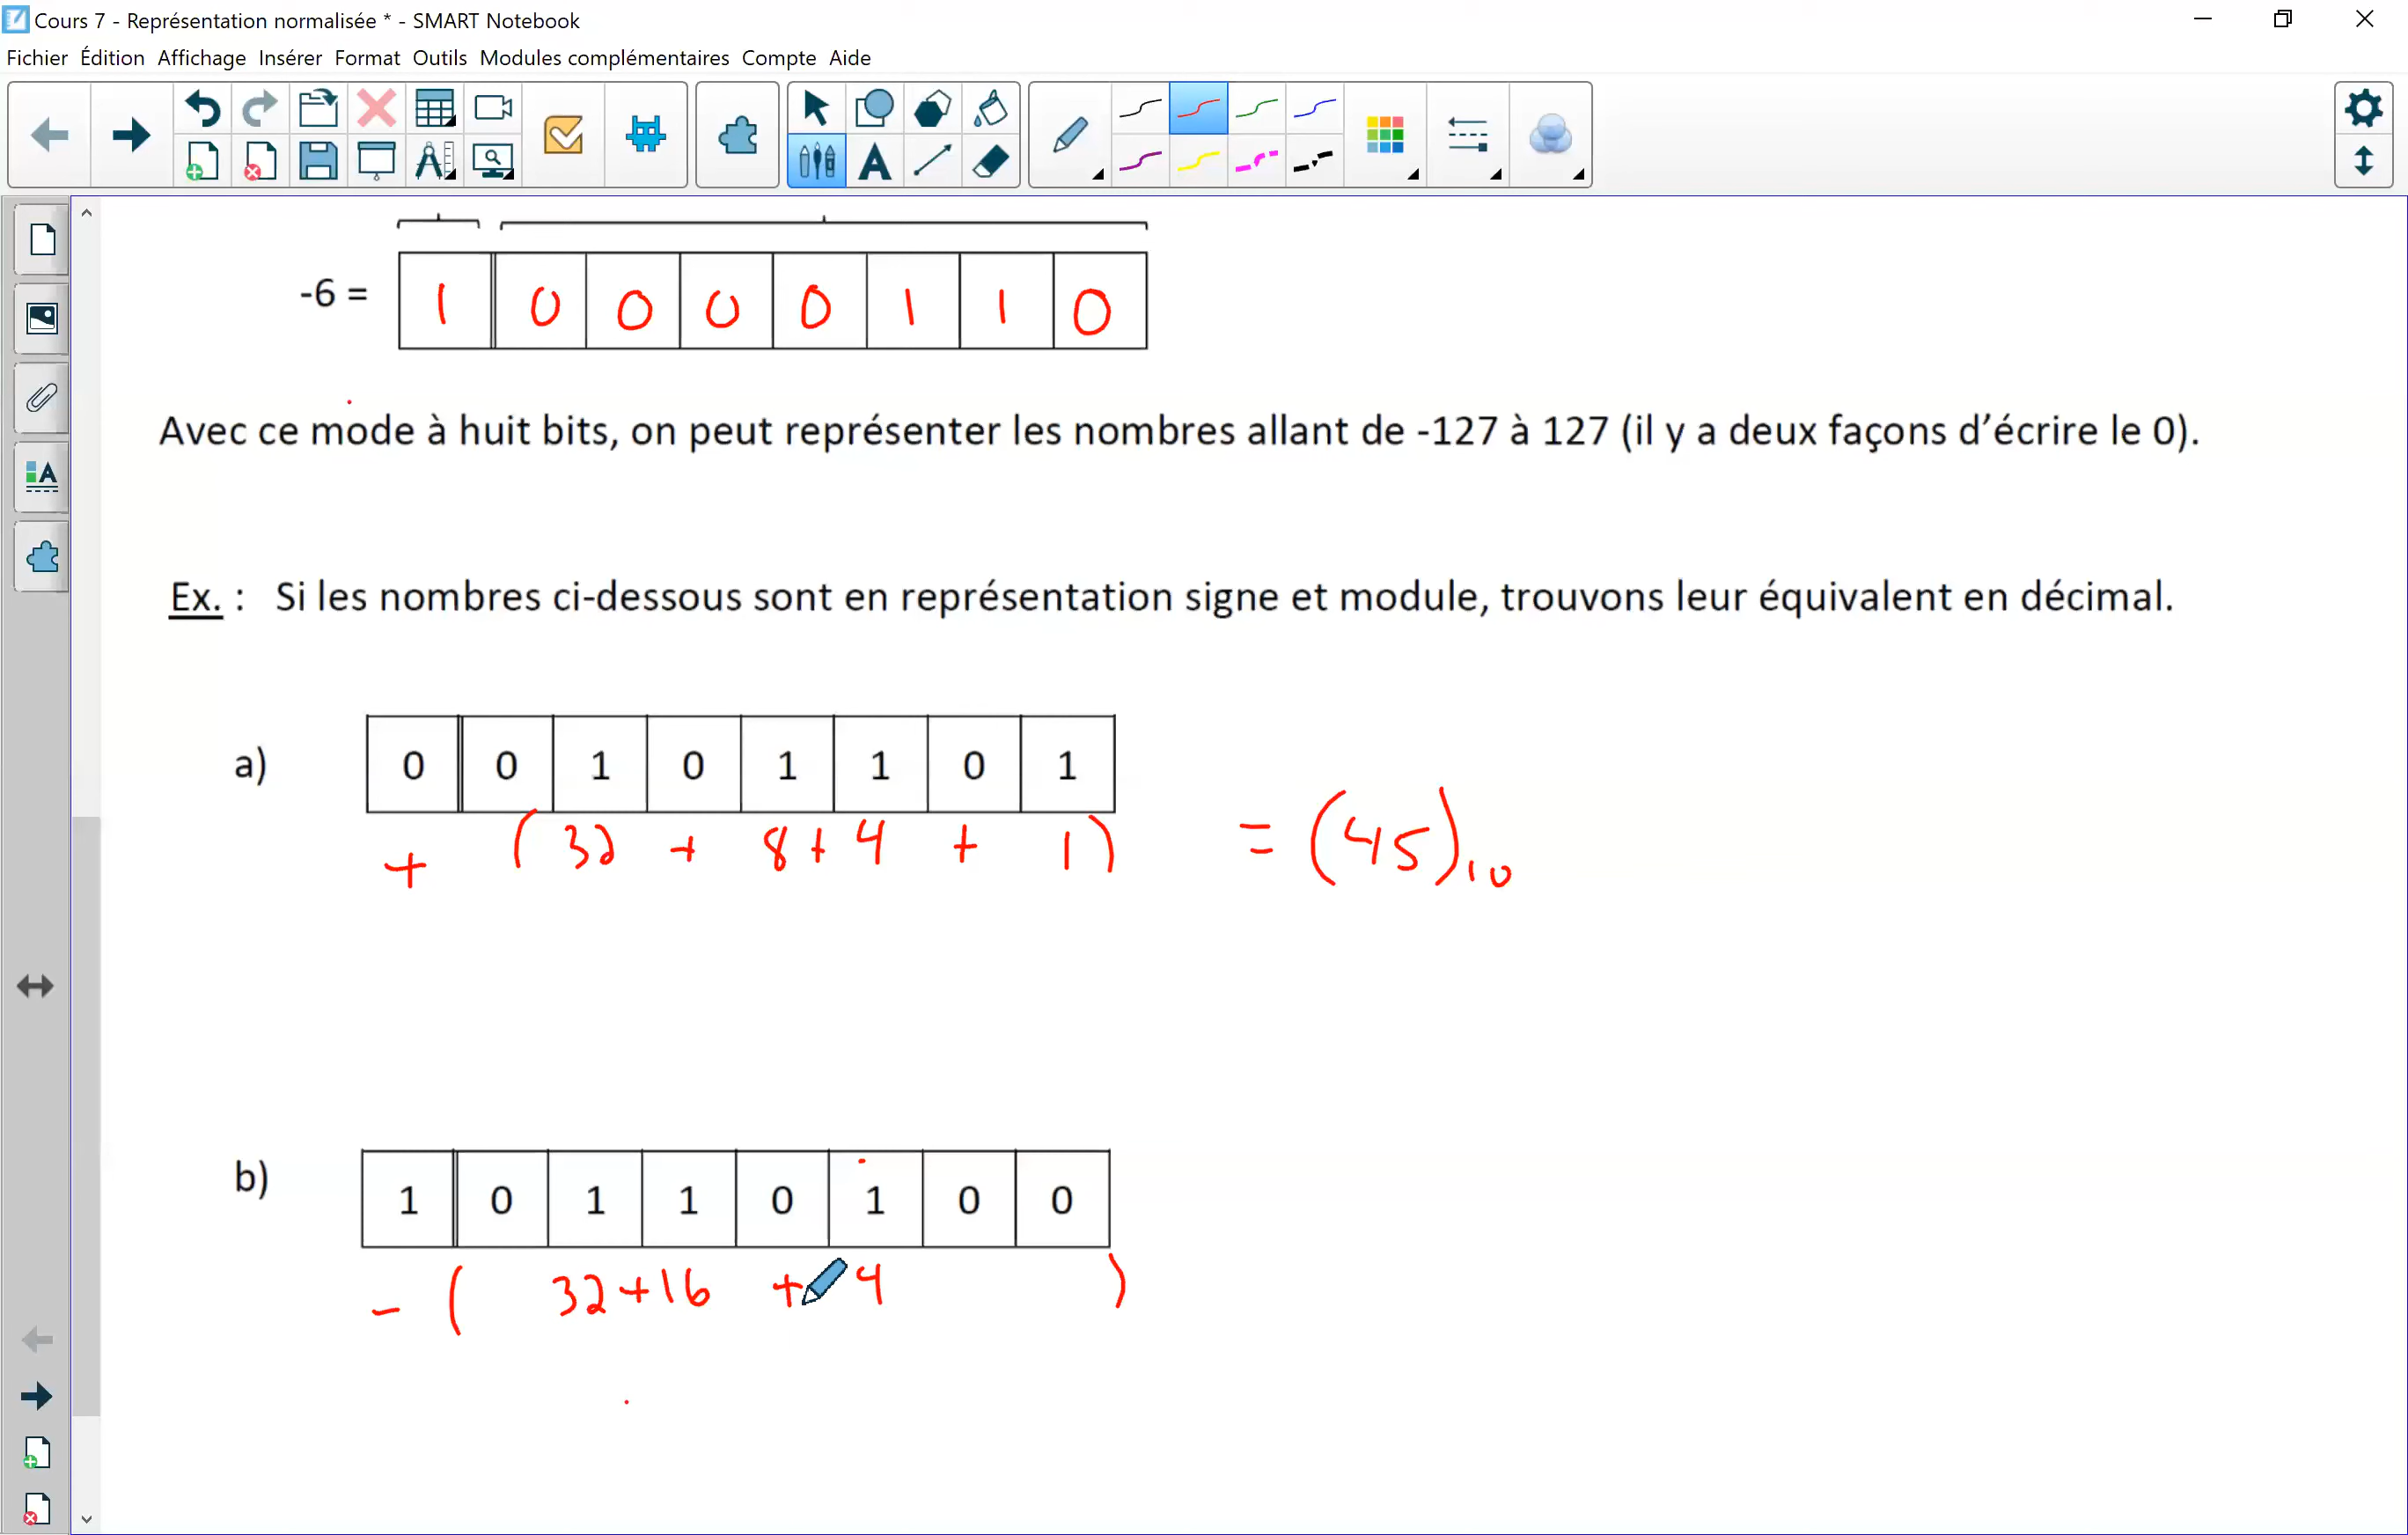 Cours 7 - Représentation normalisée * - SMART Notebook
Fichier Édition Affichage Insérer Format Outils Modules complémentaires Compte Aide
-6 = 1 0 0 0 0 1 1 0
Avec ce mode à huit bits, on peut représenter les nombres allant de -127 à 127 (il y a deux façons d'écrire le 0).
Ex. : Si les nombres ci-dessous sont en représentation signe et module, trouvons leur équivalent en décimal.
a) 0 0 1 0 1 1 0 1
+ (32 + 8 + 4 + 1) = (45)10
b) 1 0 1 1 0 1 0 0
- ( 32 + 16 + 4 )